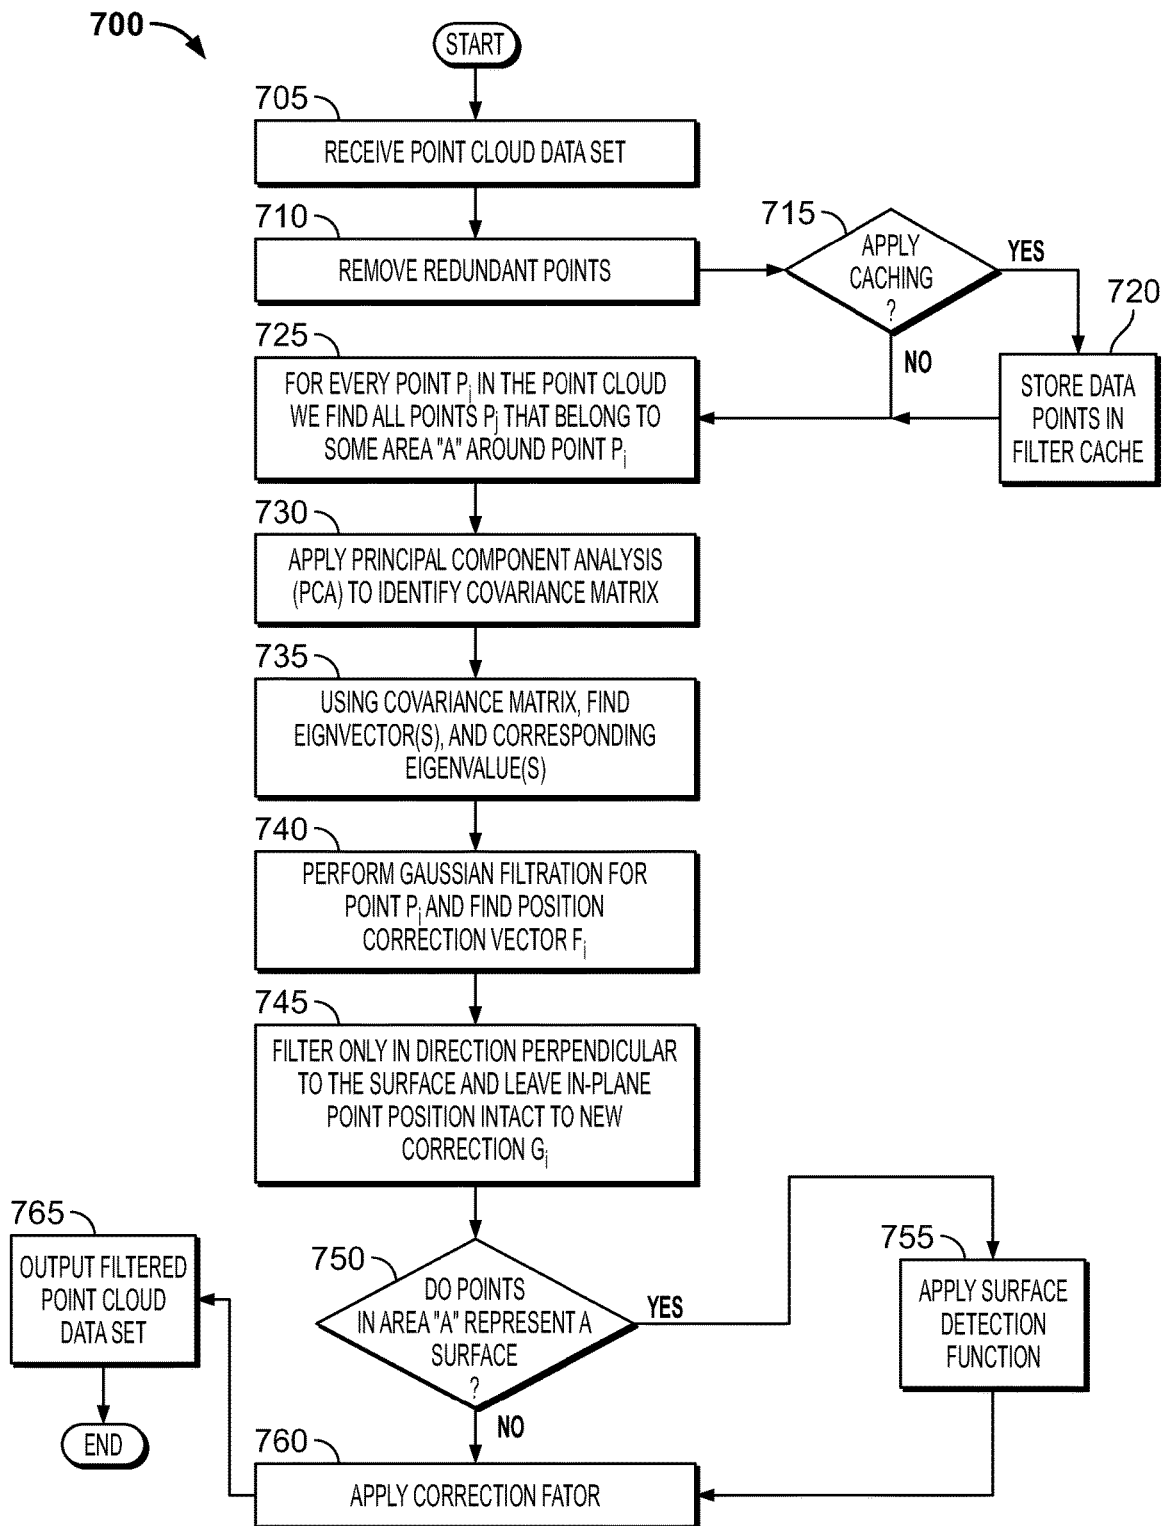 700
START
705
RECEIVE POINT CLOUD DATA SET
710
REMOVE REDUNDANT POINTS
715
APPLY
CACHING
?
YES
NO
720
STORE DATA
POINTS IN
FILTER CACHE
725
FOR EVERY POINT Pi IN THE POINT CLOUD
WE FIND ALL POINTS Pj THAT BELONG TO
SOME AREA "A" AROUND POINT Pi
730
APPLY PRINCIPAL COMPONENT ANALYSIS
(PCA) TO IDENTIFY COVARIANCE MATRIX
735
USING COVARIANCE MATRIX, FIND
EIGNVECTOR(S), AND CORRESPONDING
EIGENVALUE(S)
740
PERFORM GAUSSIAN FILTRATION FOR
POINT Pi AND FIND POSITION
CORRECTION VECTOR Fi
745
FILTER ONLY IN DIRECTION PERPENDICULAR
TO THE SURFACE AND LEAVE IN-PLANE
POINT POSITION INTACT TO NEW
CORRECTION Gi
750
DO POINTS
IN AREA "A" REPRESENT A
SURFACE
?
YES
NO
755
APPLY SURFACE
DETECTION
FUNCTION
760
APPLY CORRECTION FATOR
765
OUTPUT FILTERED
POINT CLOUD
DATA SET
END